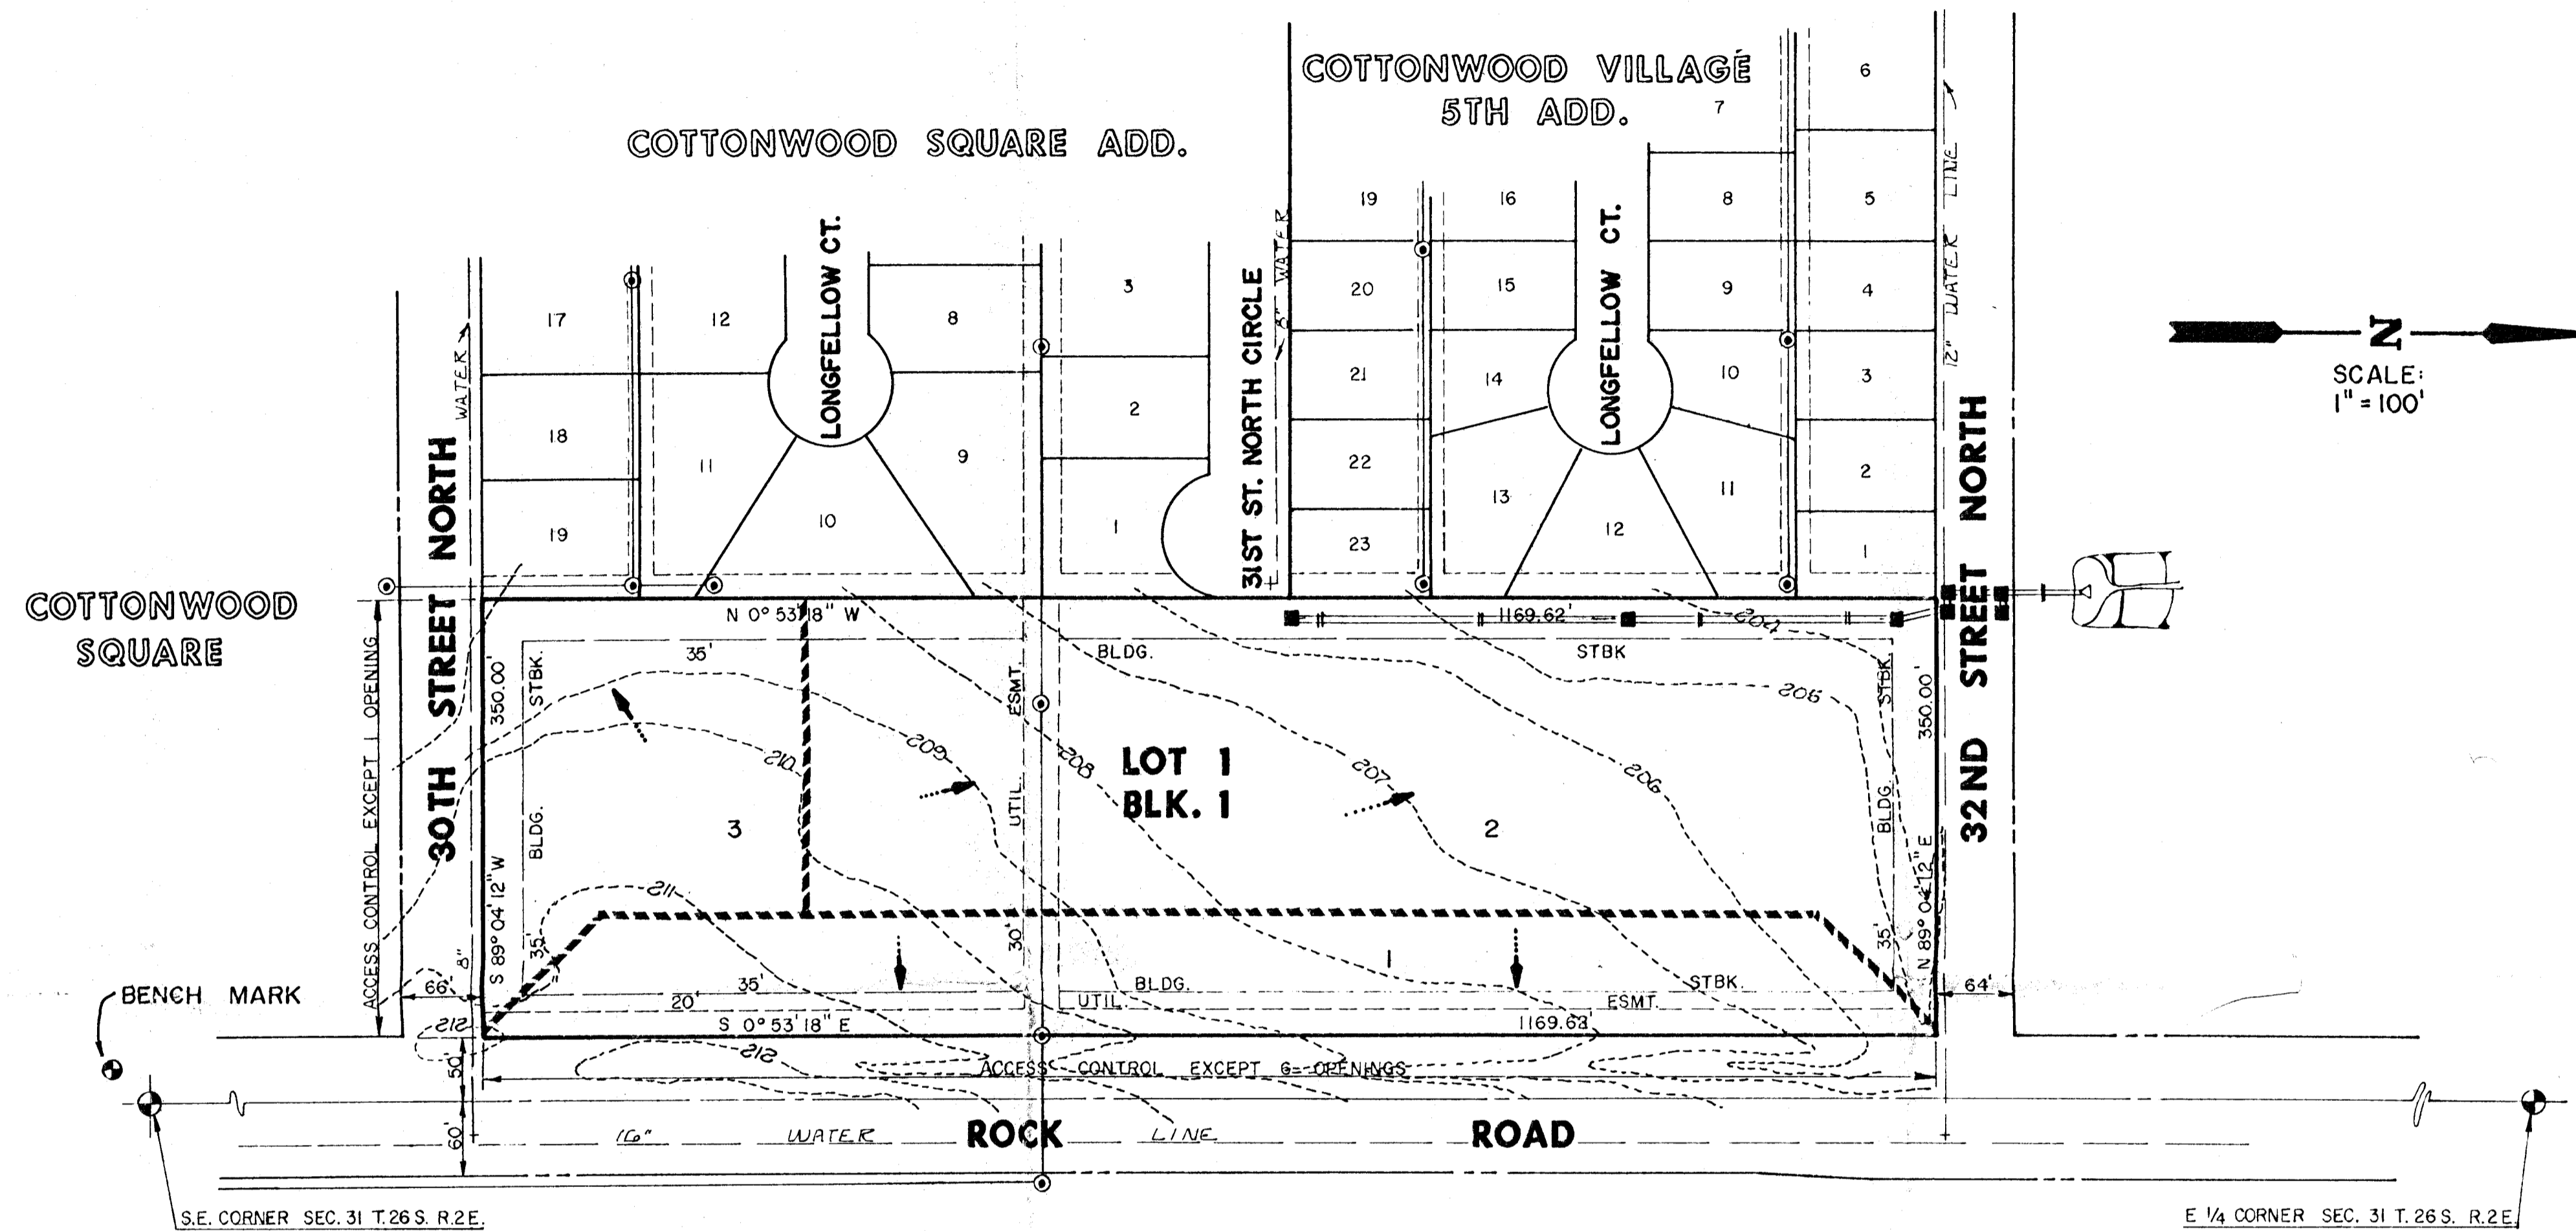 COTTONWOOD VILLAGE
5TH ADD.
COTTONWOOD SQUARE ADD.
6
7
19
16
8
5
12" WATER LINE
N
SCALE:
1" = 100'
LONGFELLOW CT.
LONGFELLOW CT.
31ST ST. NORTH CIRCLE
8" WATER
WATER
17
12
8
3
20
15
9
4
18
11
9
2
21
14
10
3
22
13
11
2
19
10
1
23
12
1
30TH STREET NORTH
32ND STREET NORTH
COTTONWOOD
SQUARE
N 0° 53' 18" W
1169.62'
204
35'
BLDG.
STBK
205
STBK.
350.00'
ESMT.
STBK.
350.00'
ACCESS CONTROL EXCEPT 1 OPENING
210
209
208
207
206
LOT 1
BLK. 1
3
2
BLDG.
UTIL.
BLDG.
S 89° 04' 12" W
N 89° 04' 12" E
211
35'
30'
1
35'
8"
66'
35'
20'
BLDG.
STBK.
UTIL.
ESMT.
64'
BENCH MARK
212
S 0° 53' 18" E
1169.62'
212
50'
ACCESS CONTROL EXCEPT 6 OPENINGS
60'
16" WATER LINE
ROCK ROAD
S.E. CORNER SEC. 31 T. 26 S. R. 2 E.
E 1/4 CORNER SEC. 31 T. 26 S. R. 2 E.